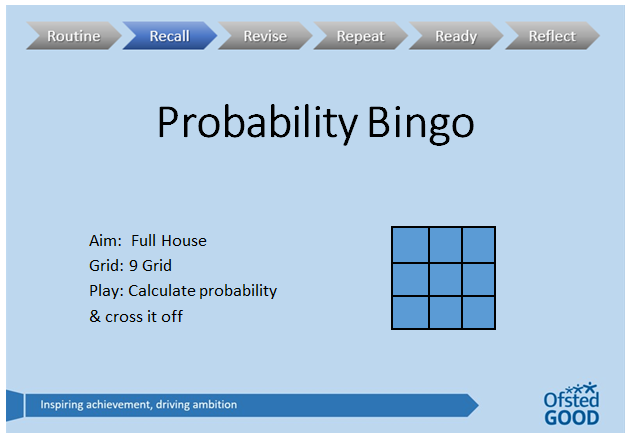 Routine
Recall
Revise
Repeat
Ready
Reflect
Probability Bingo
Aim:  Full House
Grid: 9 Grid
Play: Calculate probability
& cross it off
Inspiring achievement, driving ambition
Ofsted
GOOD